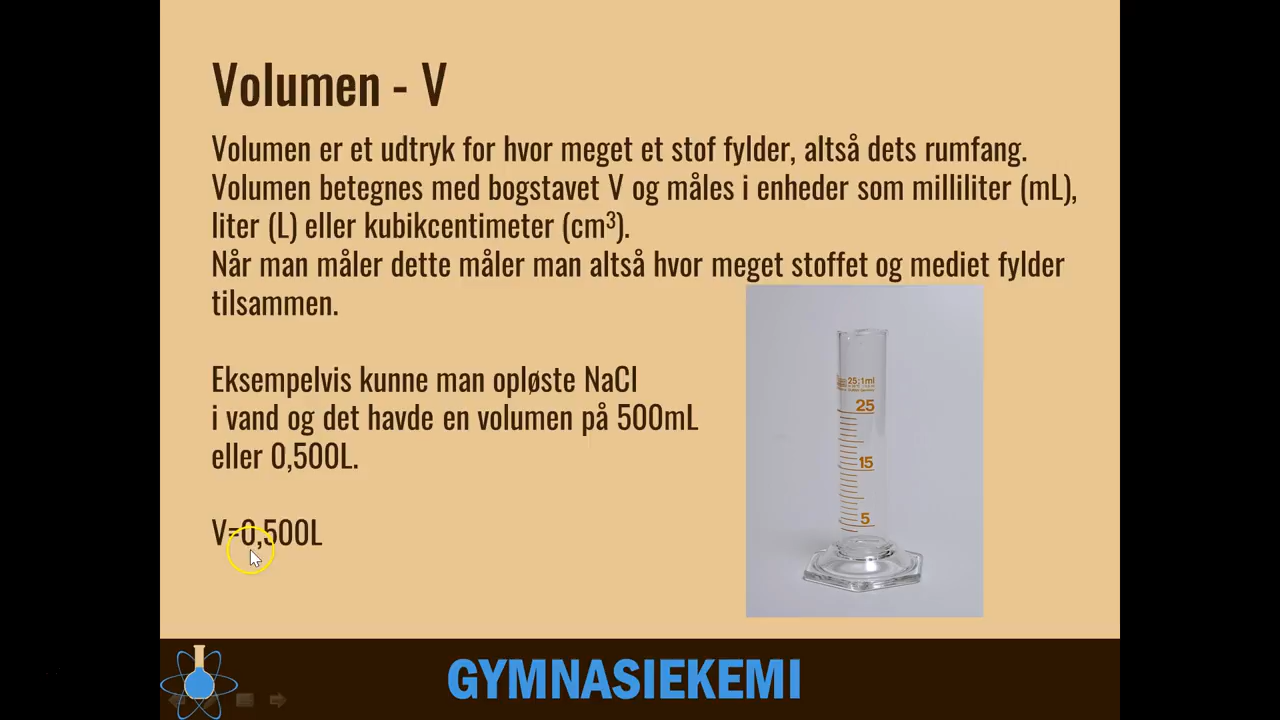 Volumen - V
Volumen er et udtryk for hvor meget et stof fylder, altså dets rumfang.
Volumen betegnes med bogstavet V og måles i enheder som milliliter (mL),
liter (L) eller kubikcentimeter (cm³).
Når man måler dette måler man altså hvor meget stoffet og mediet fylder
tilsammen.
Eksempelvis kunne man opløste NaCl
i vand og det havde en volumen på 500mL
eller 0,500L.
V=0,500L
25:1ml
25
15
5
GYMNASIEKEMI